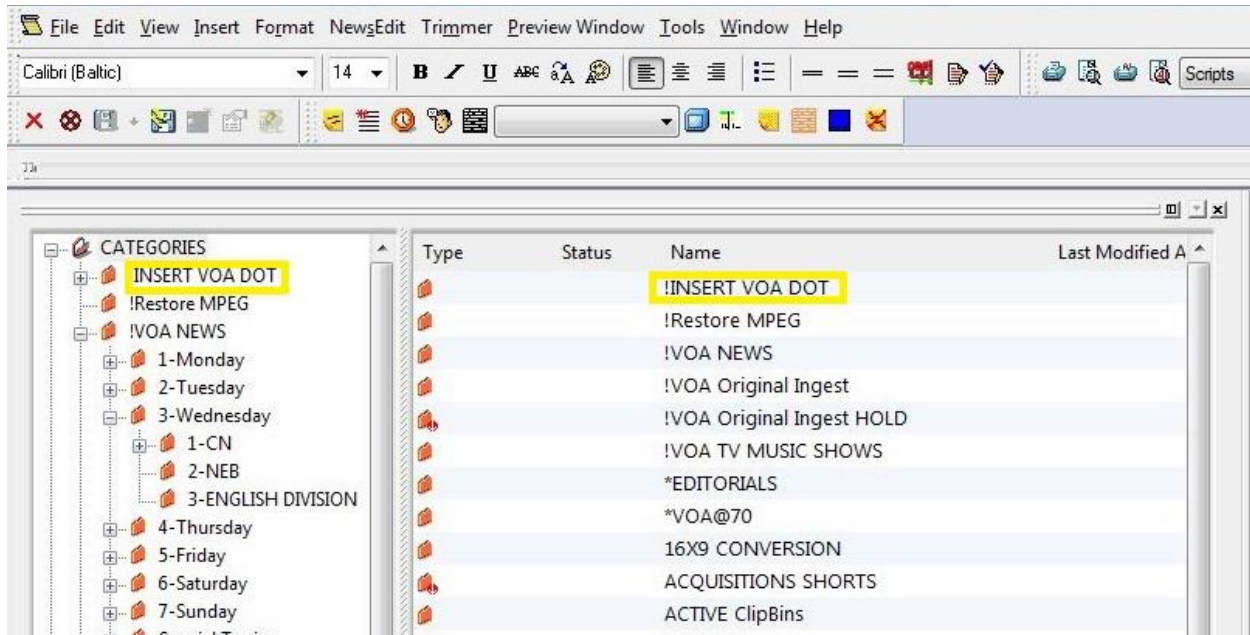 File Edit View Insert Format NewsEdit Trimmer Preview Window Tools Window Help
Calibri (Baltic) 14 B I U ABC Scripts
CATEGORIES
INSERT VOA DOT
!Restore MPEG
!VOA NEWS
1-Monday
2-Tuesday
3-Wednesday
1-CN
2-NEB
3-ENGLISH DIVISION
4-Thursday
5-Friday
6-Saturday
7-Sunday
Type Status Name Last Modified A
!INSERT VOA DOT
!Restore MPEG
!VOA NEWS
!VOA Original Ingest
!VOA Original Ingest HOLD
!VOA TV MUSIC SHOWS
*EDITORIALS
*VOA@70
16X9 CONVERSION
ACQUISITIONS SHORTS
ACTIVE ClipBins